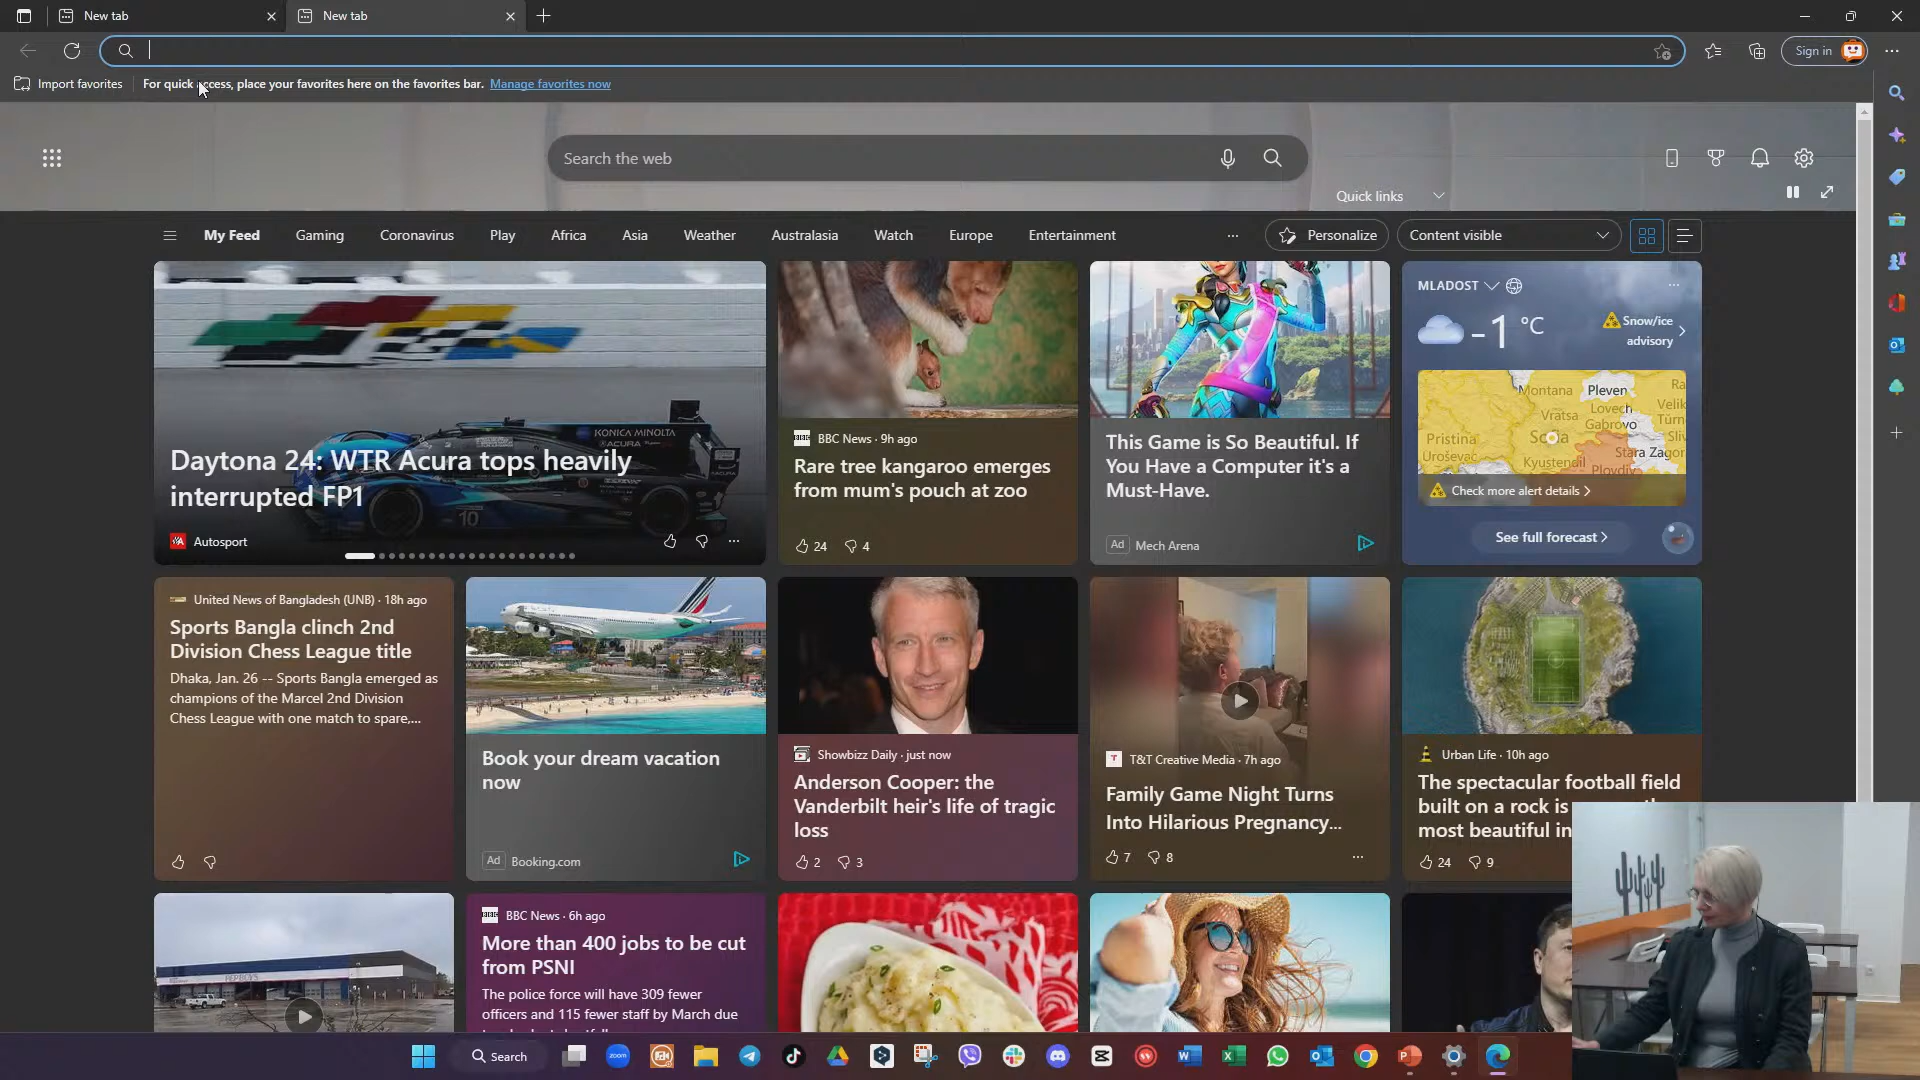 New tab
New tab
Sign in
Import favorites
For quick access, place your favorites here on the favorites bar. Manage favorites now
Search the web
Quick links
My Feed Gaming Coronavirus Play Africa Asia Weather Australasia Watch Europe Entertainment
Personalize
Content visible
Daytona 24: WTR Acura tops heavily
interrupted FP1
Autosport
KONICA MINOLTA
ACURA
10
BBC News · 9h ago
Rare tree kangaroo emerges
from mum's pouch at zoo
24 4
This Game is So Beautiful. If
You Have a Computer it's a
Must-Have.
Ad Mech Arena
MLADOST
-1 °C
Snow/ice
advisory
Montana Pleven
Vratsa Lovech
Gabrovo
Pristina Sofia
Uroševac Kyustendil Stara Zagor
Plovdiv
Check more alert details
See full forecast
United News of Bangladesh (UNB) · 18h ago
Sports Bangla clinch 2nd
Division Chess League title
Dhaka, Jan. 26 -- Sports Bangla emerged as
champions of the Marcel 2nd Division
Chess League with one match to spare,...
Book your dream vacation
now
Ad Booking.com
Showbizz Daily · just now
Anderson Cooper: the
Vanderbilt heir's life of tragic
loss
2 3
T&T Creative Media · 7h ago
Family Game Night Turns
Into Hilarious Pregnancy...
7 8
Urban Life · 10h ago
The spectacular football field
built on a rock is
most beautiful in
24 9
PEP BOYS
BBC News · 6h ago
More than 400 jobs to be cut
from PSNI
The police force will have 309 fewer
officers and 115 fewer staff by March due
Search
zoom